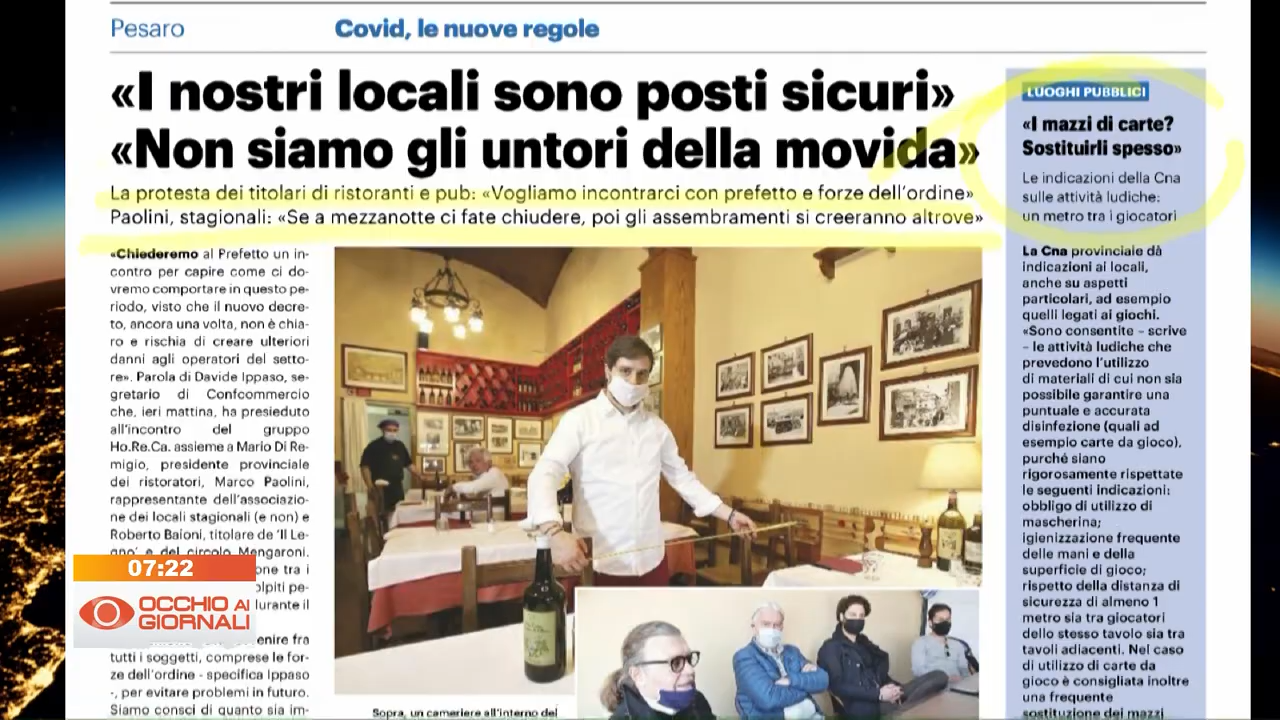 Pesaro
Covid, le nuove regole
«I nostri locali sono posti sicuri»
«Non siamo gli untori della movida»
La protesta dei titolari di ristoranti e pub: «Vogliamo incontrarci con prefetto e forze dell'ordine»
Paolini, stagionali: «Se a mezzanotte ci fate chiudere, poi gli assembramenti si creeranno altrove»
«Chiederemo al Prefetto un in-
contro per capire come ci do-
vremo comportare in questo pe-
riodo, visto che il nuovo decre-
to, ancora una volta, non è chia-
ro e rischia di creare ulteriori
danni agli operatori del setto-
re». Parola di Davide Ippaso, se-
gretario di Confcommercio
che, ieri mattina, ha presieduto
all'incontro del gruppo
Ho.Re.Ca. assieme a Mario Di Re-
migio, presidente provinciale
dei ristoratori, Marco Paolini,
rappresentante dell'associazio-
ne dei locali stagionali (e non) e
Roberto Baioni, titolare de 'Il Le-
gno' e del circolo Mengaroni.
tra i
pe-
durante il
fra
tutti i soggetti, comprese le for-
ze dell'ordine - specifica Ippaso
-, per evitare problemi in futuro.
Siamo consci di quanto sia im-
Sopra, un cameriere all'interno del
LUOGHI PUBBLICI
«I mazzi di carte?
Sostituirli spesso»
Le indicazioni della Cna
sulle attività ludiche:
un metro tra i giocatori
La Cna provinciale dà
indicazioni ai locali,
anche su aspetti
particolari, ad esempio
quelli legati ai giochi.
«Sono consentite – scrive
– le attività ludiche che
prevedono l'utilizzo
di materiali di cui non sia
possibile garantire una
puntuale e accurata
disinfezione (quali ad
esempio carte da gioco),
purché siano
rigorosamente rispettate
le seguenti indicazioni:
obbligo di utilizzo di
mascherina;
igienizzazione frequente
delle mani e della
superficie di gioco;
rispetto della distanza di
sicurezza di almeno 1
metro sia tra giocatori
dello stesso tavolo sia tra
tavoli adiacenti. Nel caso
di utilizzo di carte da
gioco è consigliata inoltre
una frequente
sostituzione dei mazzi
07:22
OCCHIO AI
GIORNALI